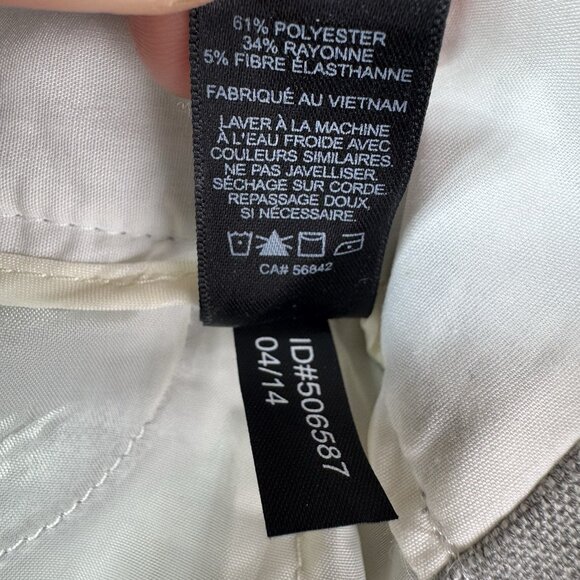 61% POLYESTER
34% RAYONNE
5% FIBRE ÉLASTHANNE
FABRIQUÉ AU VIETNAM
LAVER À LA MACHINE
À L'EAU FROIDE AVEC
COULEURS SIMILAIRES.
NE PAS JAVELLISER.
SÉCHAGE SUR CORDE.
REPASSAGE DOUX,
SI NÉCESSAIRE.
CA# 56842
ID#506587
04/14